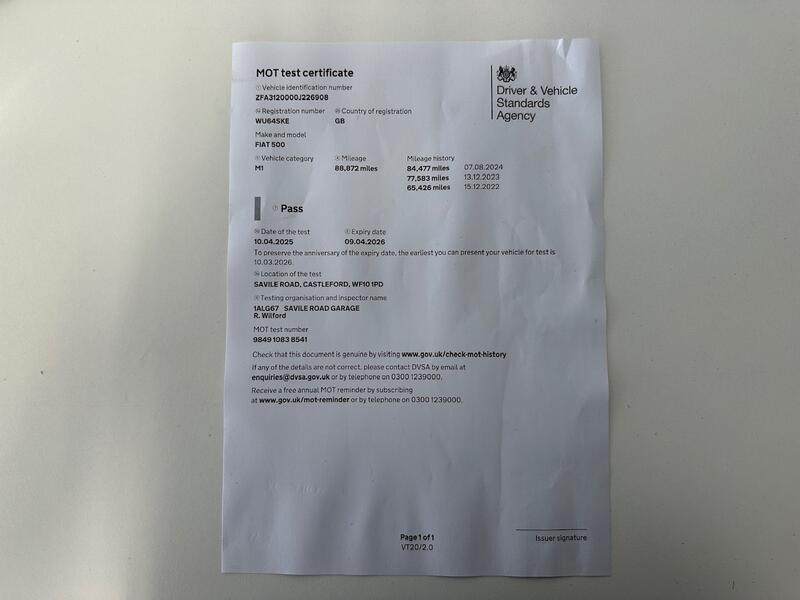 MOT test certificate
Driver & Vehicle
Standards
Agency
Vehicle identification number
ZFA3120000J226908
Registration number Country of registration
WU64SKE GB
Make and model
FIAT 500
Vehicle category Mileage Mileage history
M1 88,872 miles 84,477 miles 07.08.2024
77,583 miles 13.12.2023
65,426 miles 15.12.2022
Pass
Date of the test Expiry date
10.04.2025 09.04.2026
To preserve the anniversary of the expiry date, the earliest you can present your vehicle for test is
10.03.2026.
Location of the test
SAVILE ROAD, CASTLEFORD, WF10 1PD
Testing organisation and inspector name
1ALG67 SAVILE ROAD GARAGE
R. Wilford
MOT test number
9849 1083 8541
Check that this document is genuine by visiting www.gov.uk/check-mot-history
If any of the details are not correct, please contact DVSA by email at
enquiries@dvsa.gov.uk or by telephone on 0300 1239000.
Receive a free annual MOT reminder by subscribing
at www.gov.uk/mot-reminder or by telephone on 0300 1239000.
Page 1 of 1
VT20/2.0
Issuer signature